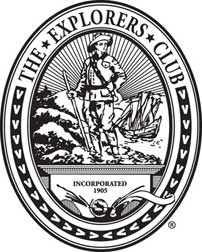 THE ★ EXPLORERS ★ CLUB
INCORPORATED
1905
®